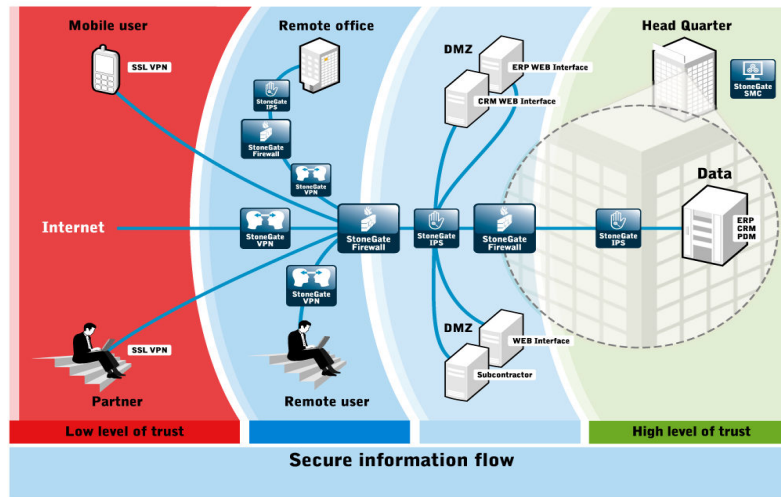 Mobile user
SSL VPN
Remote office
StoneGate
IPS
StoneGate
Firewall
StoneGate
VPN
DMZ
ERP WEB Interface
CRM WEB Interface
Head Quarter
StoneGate
SMC
Internet
StoneGate
VPN
StoneGate
Firewall
StoneGate
IPS
StoneGate
Firewall
StoneGate
IPS
Data
ERP
CRM
PDM
StoneGate
VPN
SSL VPN
Partner
Remote user
DMZ
WEB Interface
Subcontractor
Low level of trust
High level of trust
Secure information flow